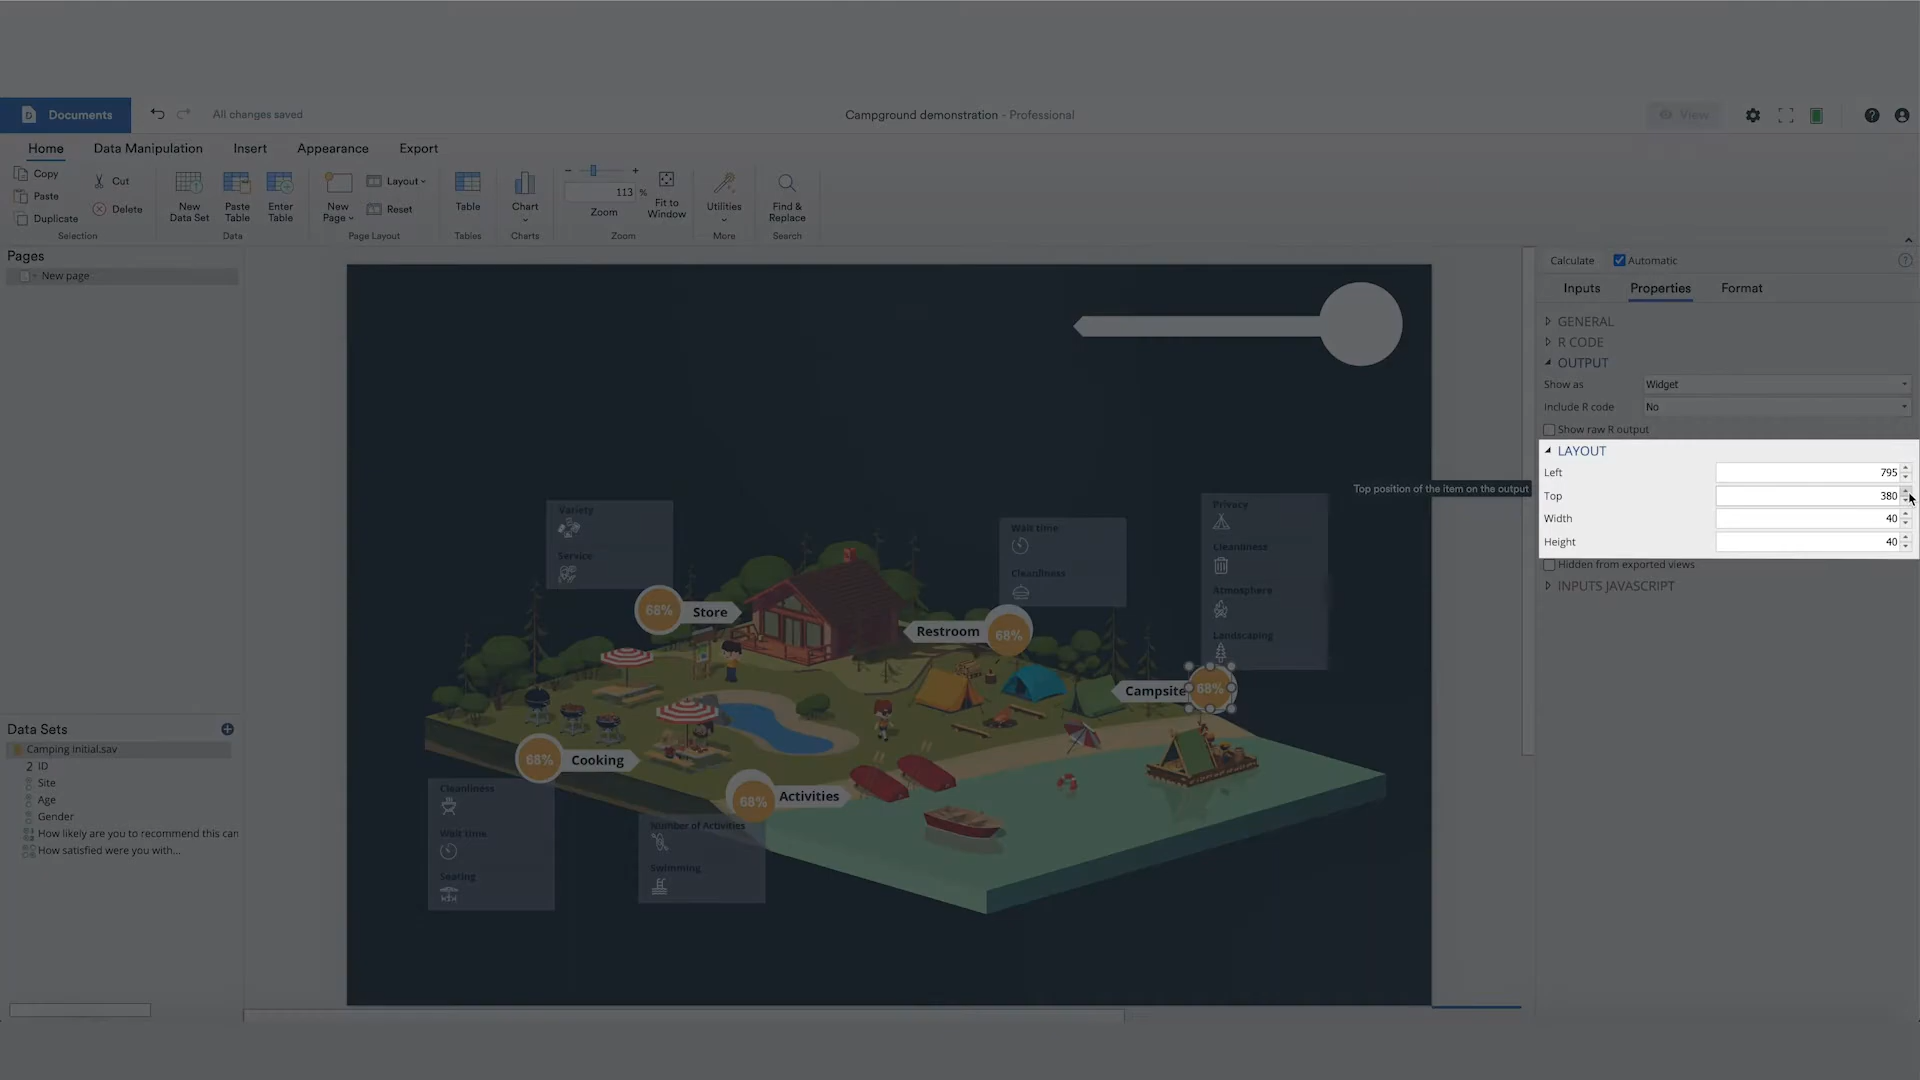 Documents
All changes saved
Campground demonstration - Professional
View
Home
Data Manipulation
Insert
Appearance
Export
Copy
Cut
Paste
Delete
Duplicate
Selection
New Data Set
Paste Table
Enter Table
Data
New Page
Layout
Reset
Page Layout
Table
Tables
Chart
Charts
113 %
Zoom
Fit to Window
Zoom
Utilities
More
Find & Replace
Search
Pages
New page
Calculate
Automatic
Inputs
Properties
Format
GENERAL
R CODE
OUTPUT
Show as
Widget
Include R code
No
Show raw R output
LAYOUT
Left
795
Top
380
Width
40
Height
40
Hidden from exported views
INPUTS JAVASCRIPT
Top position of the item on the output
Variety
Service
68%
Store
Wait time
Cleanliness
Restroom
68%
Privacy
Cleanliness
Atmosphere
Landscaping
Campsite
68%
68%
Cooking
Cleanliness
Wait time
Seating
68%
Activities
Number of Activities
Swimming
Data Sets
Camping initial.sav
2 ID
Site
Age
Gender
How likely are you to recommend this can
How satisfied were you with...